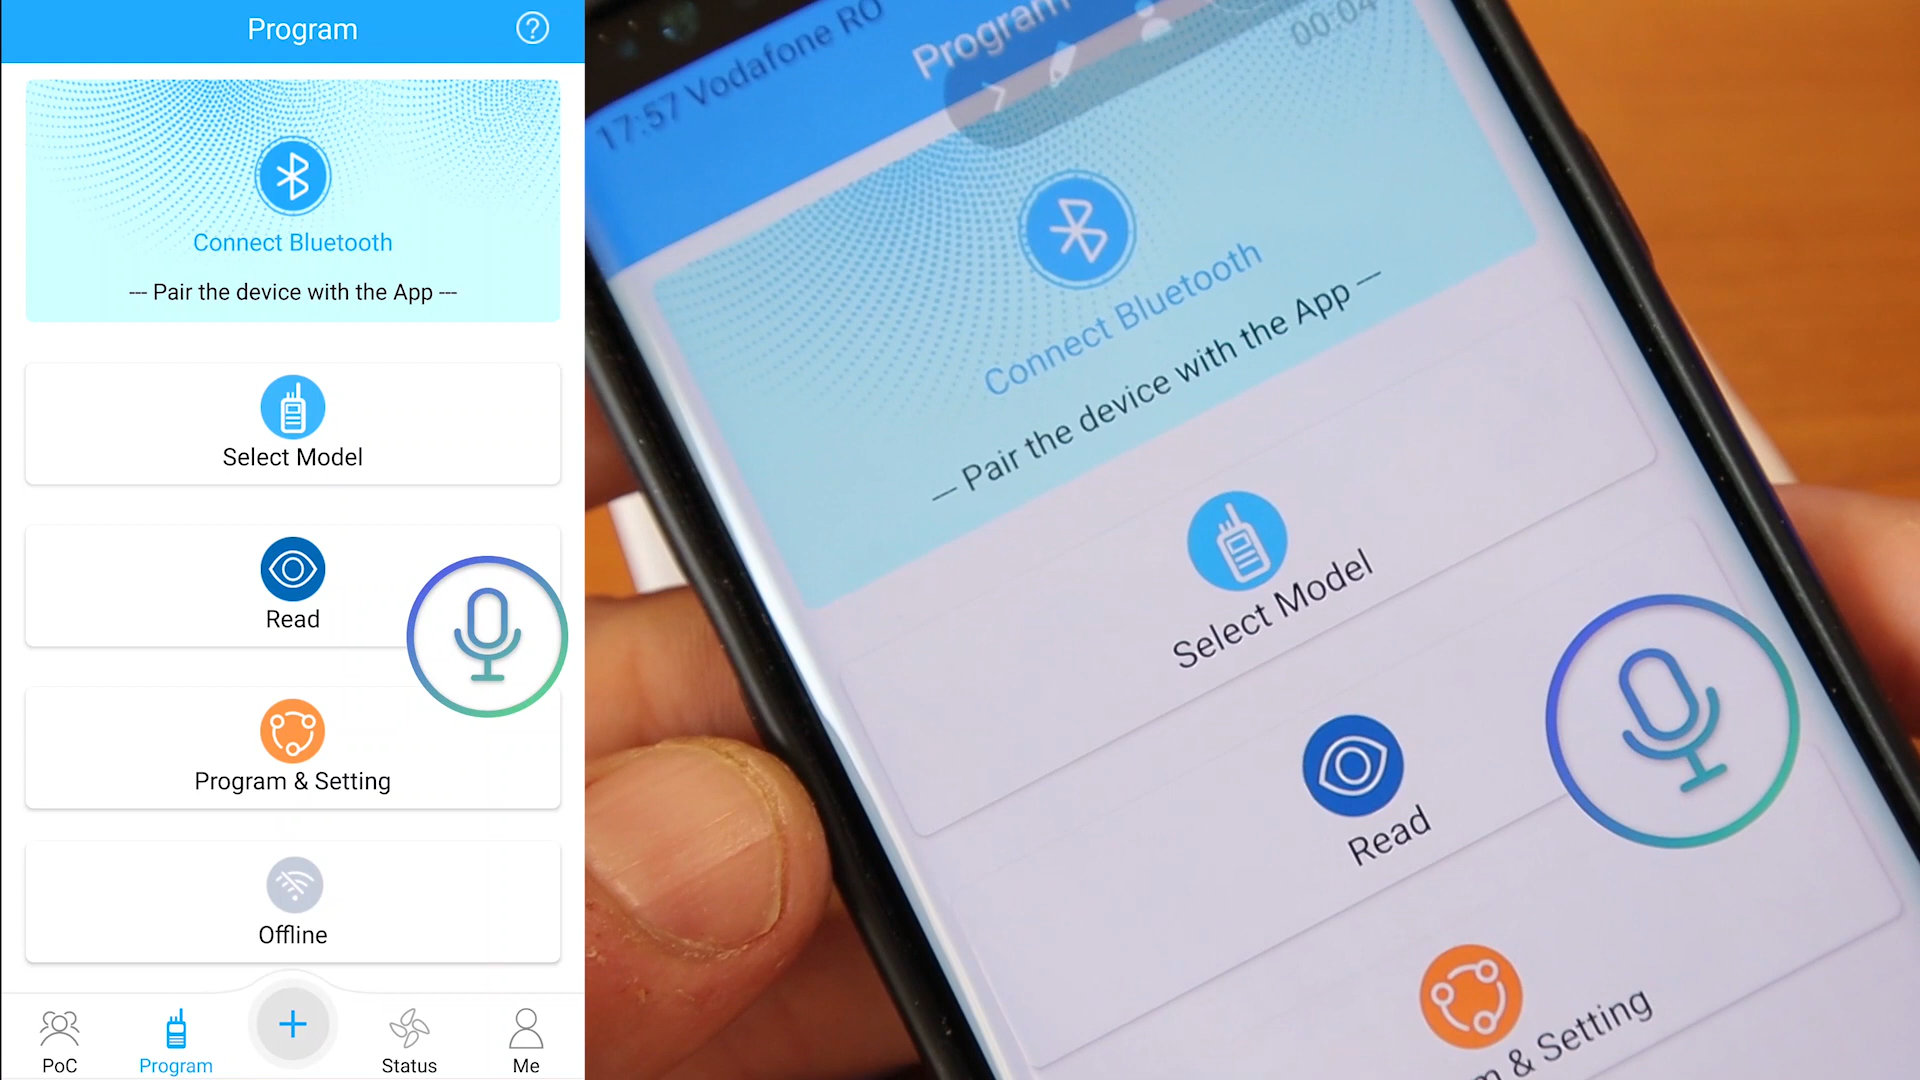 Program
?
Connect Bluetooth
--- Pair the device with the App ---
Select Model
Read
Program & Setting
Offline
PoC
Program
Status
Me
17:57 Vodafone RO
Program
00:04
Connect Bluetooth
--- Pair the device with the App ---
Select Model
Read
m & Setting